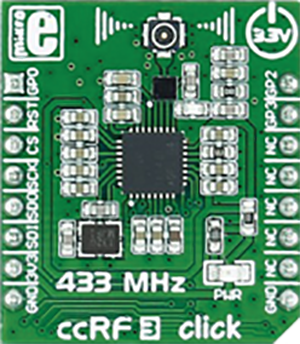 micro
e
3.3V
GPO
RST
CS
SCK
SDO
SDI
3V3
GND
GP2
GP3
NC
NC
NC
NC
NC
GND
433 MHz
PWR
ccRF 3 click